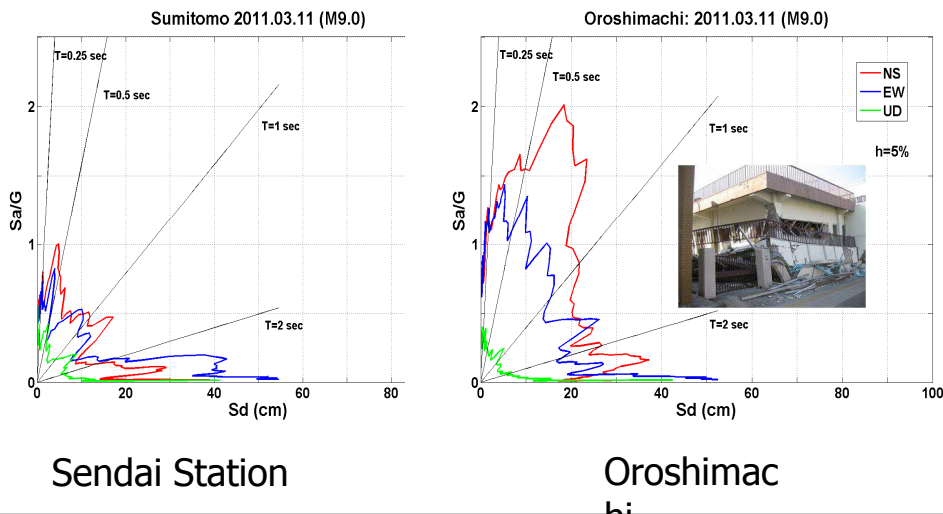 Sumitomo 2011.03.11 (M9.0)
T=0.25 sec
T=0.5 sec
T=1 sec
T=2 sec
2
1
0
Sa/G
0
20
40
60
80
Sd (cm)
Sendai Station
Oroshimachi: 2011.03.11 (M9.0)
T=0.25 sec
T=0.5 sec
T=1 sec
T=2 sec
NS
EW
UD
h=5%
2
1
0
Sa/G
0
20
40
60
80
100
Sd (cm)
Oroshimac
hi